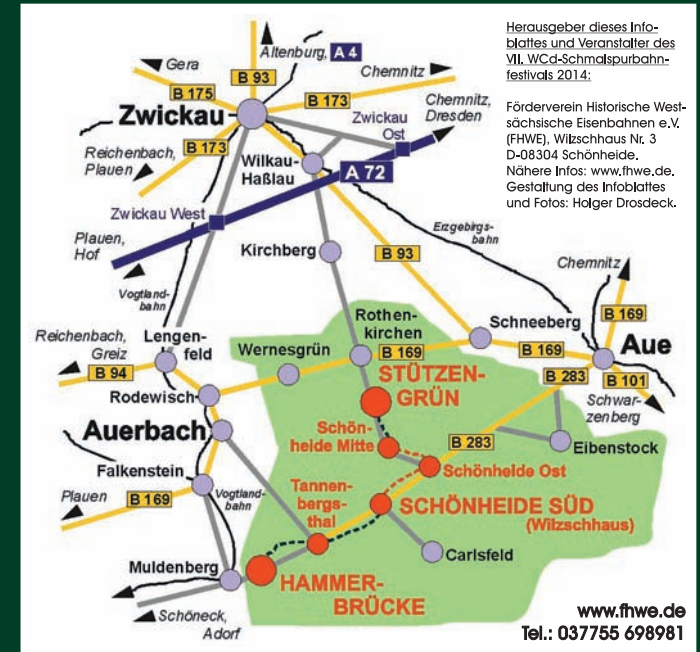 Herausgeber dieses Info-
blattes und Veranstalter des
VII. WCd-Schmalspurbahn-
festivals 2014:
Förderverein Historische West-
sächsische Eisenbahnen e.V.
(FHWE), Wilzschhaus Nr. 3
D-08304 Schönheide.
Nähere Infos: www.fhwe.de.
Gestaltung des Infoblattes
und Fotos: Holger Drosdeck.
Altenburg, A 4
Gera
B 93
Chemnitz
B 175
B 173
Zwickau
Zwickau
Ost
Chemnitz,
Dresden
B 173
Reichenbach,
Plauen
Wilkau-
Haßlau
A 72
Zwickau West
Plauen,
Hof
Kirchberg
B 93
Erzgebirgs-
bahn
Chemnitz
Vogtland-
bahn
B 169
Reichenbach,
Greiz
B 94
Lengen-
feld
Wernesgrün
Rothen-
kirchen
B 169
Schneeberg
B 169
Aue
B 283
B 101
Schwar-
zenberg
Rodewisch
STÜTZEN-
GRÜN
Auerbach
Schön-
heide Mitte
B 283
Eibenstock
Schönheide Ost
Falkenstein
Plauen
B 169
Vogtland-
bahn
Tannen-
bergs-
thal
SCHÖNHEIDE SÜD
(Wilzschhaus)
Carlsfeld
Muldenberg
HAMMER-
BRÜCKE
Schöneck,
Adorf
www.fhwe.de
Tel.: 037755 698981